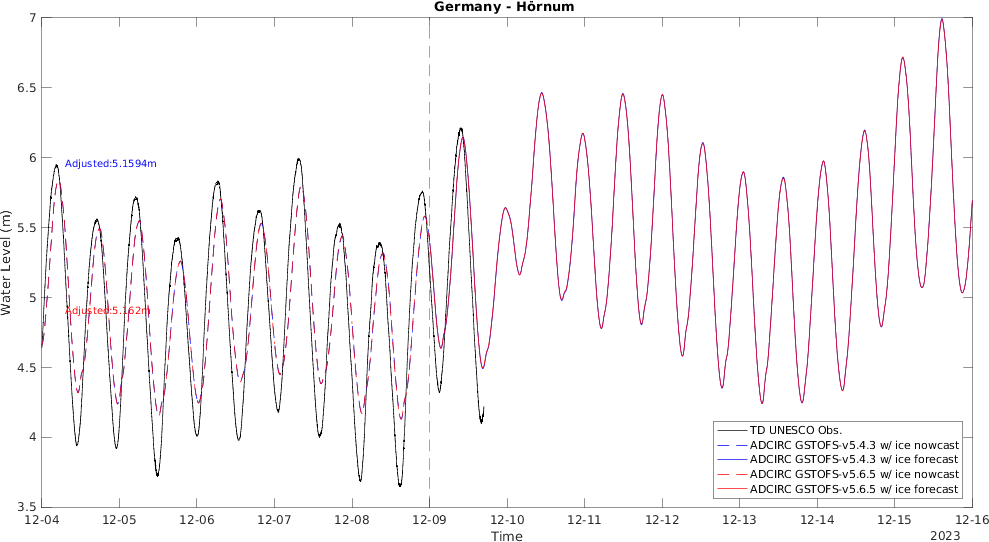 Germany - Hörnum
7
6.5
6
5.5
5
4.5
4
3.5
Water Level (m)
Adjusted:5.1594m
Adjusted:5.162m
TD UNESCO Obs.
ADCIRC GSTOFS-v5.4.3 w/ ice nowcast
ADCIRC GSTOFS-v5.4.3 w/ ice forecast
ADCIRC GSTOFS-v5.6.5 w/ ice nowcast
ADCIRC GSTOFS-v5.6.5 w/ ice forecast
12-04 12-05 12-06 12-07 12-08 12-09 12-10 12-11 12-12 12-13 12-14 12-15 12-16
Time
2023